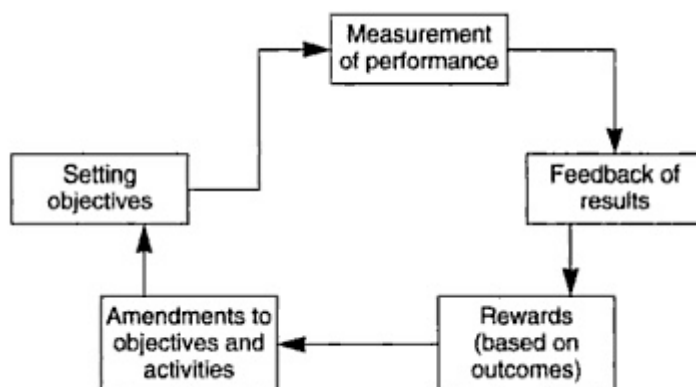 Measurement
of performance
Setting
objectives
Feedback of
results
Amendments to
objectives and
activities
Rewards
(based on
outcomes)